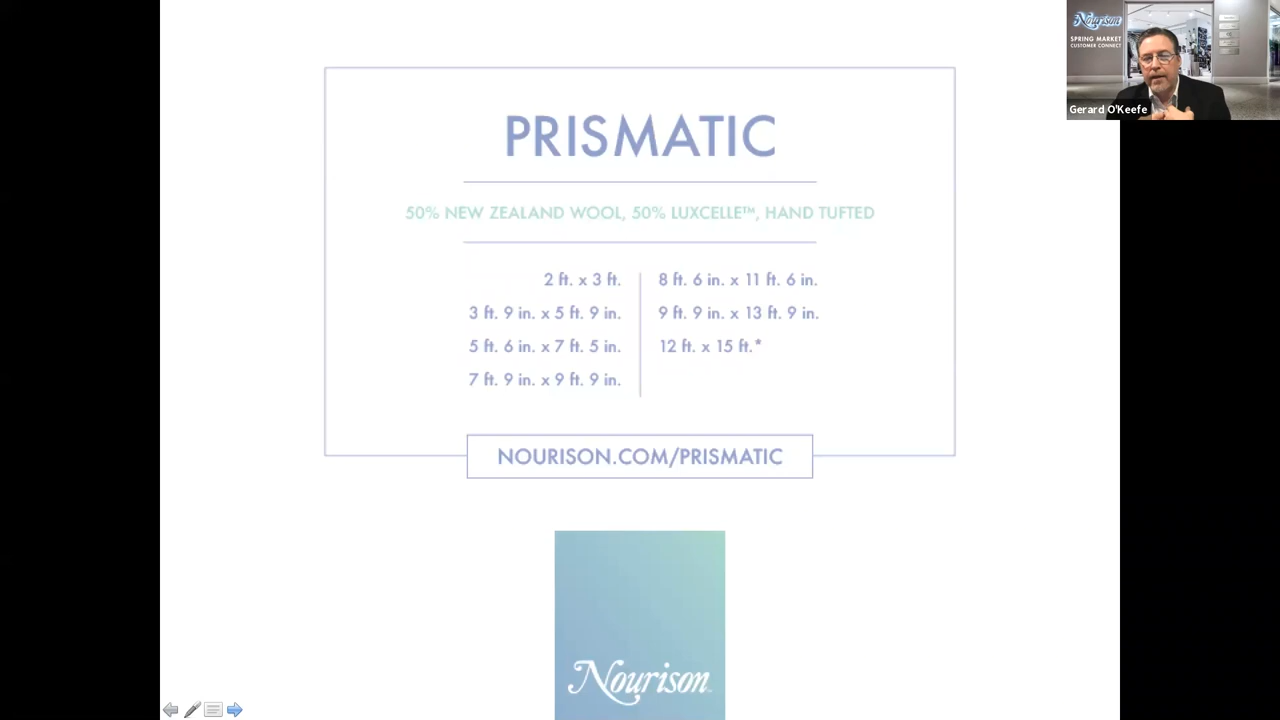 PRISMATIC
50% NEW ZEALAND WOOL, 50% LUXCELLE™, HAND TUFTED
2 ft. x 3 ft.
3 ft. 9 in. x 5 ft. 9 in.
5 ft. 6 in. x 7 ft. 5 in.
7 ft. 9 in. x 9 ft. 9 in.
8 ft. 6 in. x 11 ft. 6 in.
9 ft. 9 in. x 13 ft. 9 in.
12 ft. x 15 ft.*
NOURISON.COM/PRISMATIC
Nourison
Nourison
SPRING MARKET
CUSTOMER CONNECT
Gerard O'Keefe